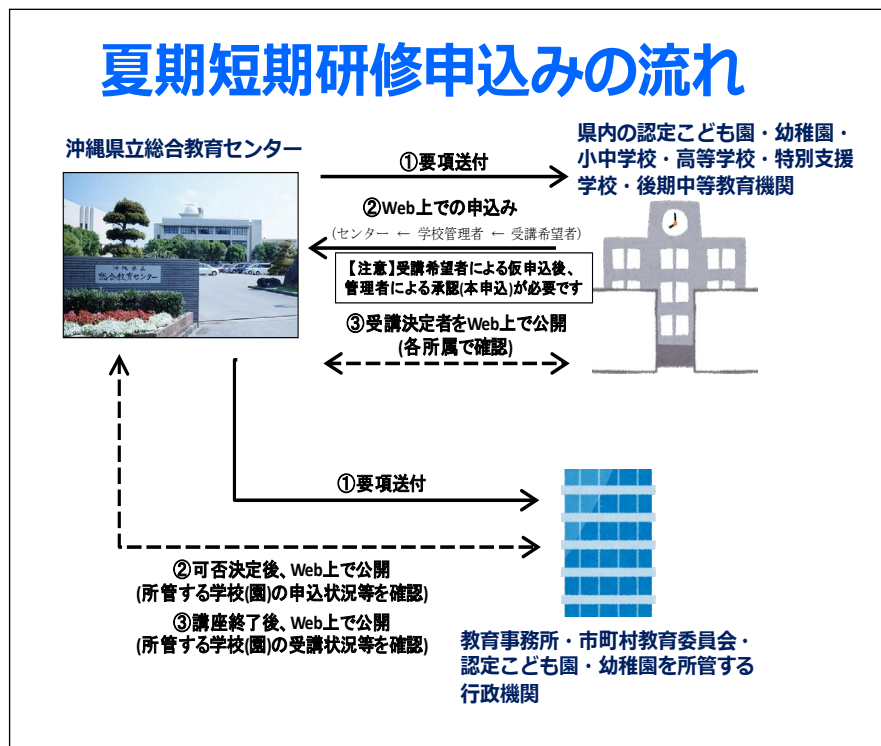 夏期短期研修申込みの流れ
沖縄県立総合教育センター
県内の認定こども園・幼稚園・
小中学校・高等学校・特別支援
学校・後期中等教育機関
①要項送付
②Web上での申込み
(センター ← 学校管理者 ← 受講希望者)
【注意】受講希望者による仮申込後、
管理者による承認(本申込)が必要です
沖縄県立
総合教育センター
③受講決定者をWeb上で公開
(各所属で確認)
①要項送付
②可否決定後、Web上で公開
(所管する学校(園)の申込状況等を確認)
③講座終了後、Web上で公開
(所管する学校(園)の受講状況等を確認)
教育事務所・市町村教育委員会・
認定こども園・幼稚園を所管する
行政機関